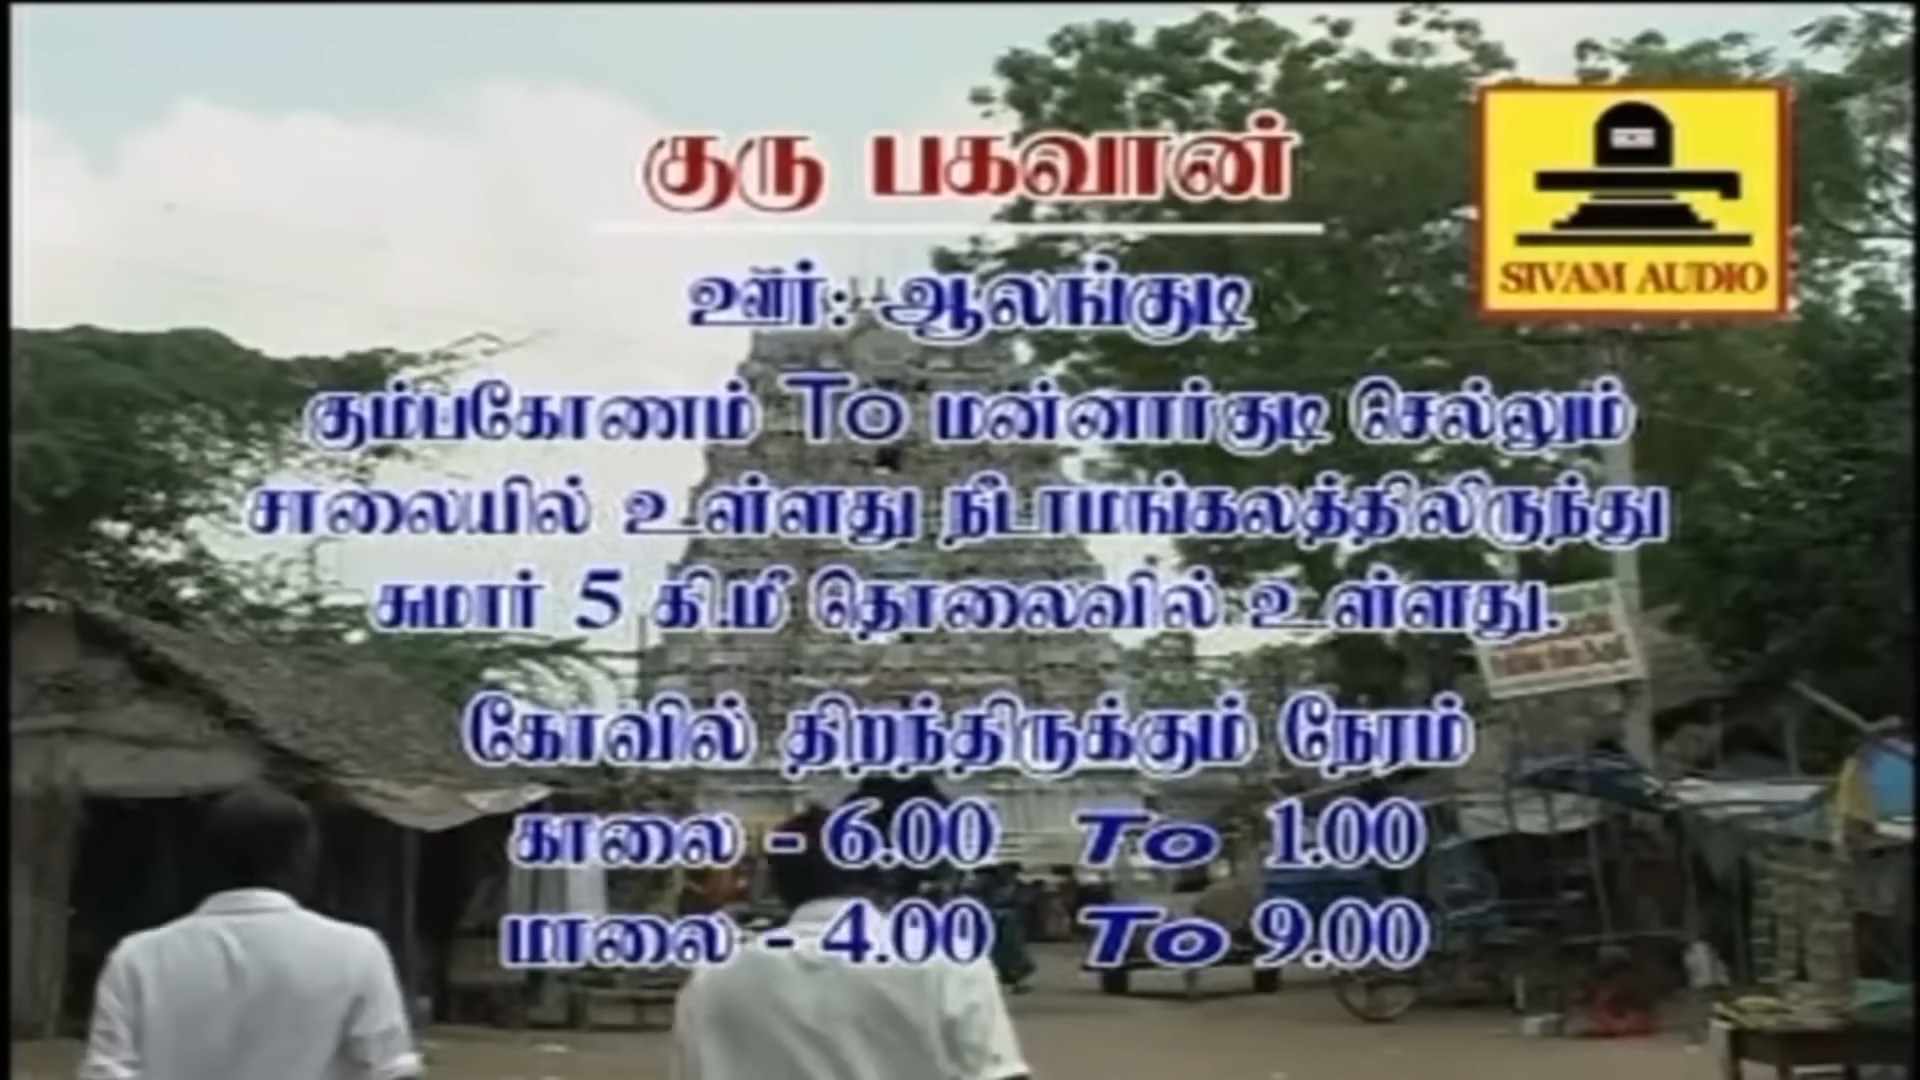 குரு பகவான்
SIVAM AUDIO
ஊர்: ஆலங்குடி
கும்பகோணம் To மன்னார்குடி செல்லும்
சாலையில் உள்ளது நீடாமங்கலத்திலிருந்து
சுமார் 5 கி.மீ தொலைவில் உள்ளது.
கோவில் திறந்திருக்கும் நேரம்
காலை - 6.00 To 1.00
மாலை - 4.00 To 9.00